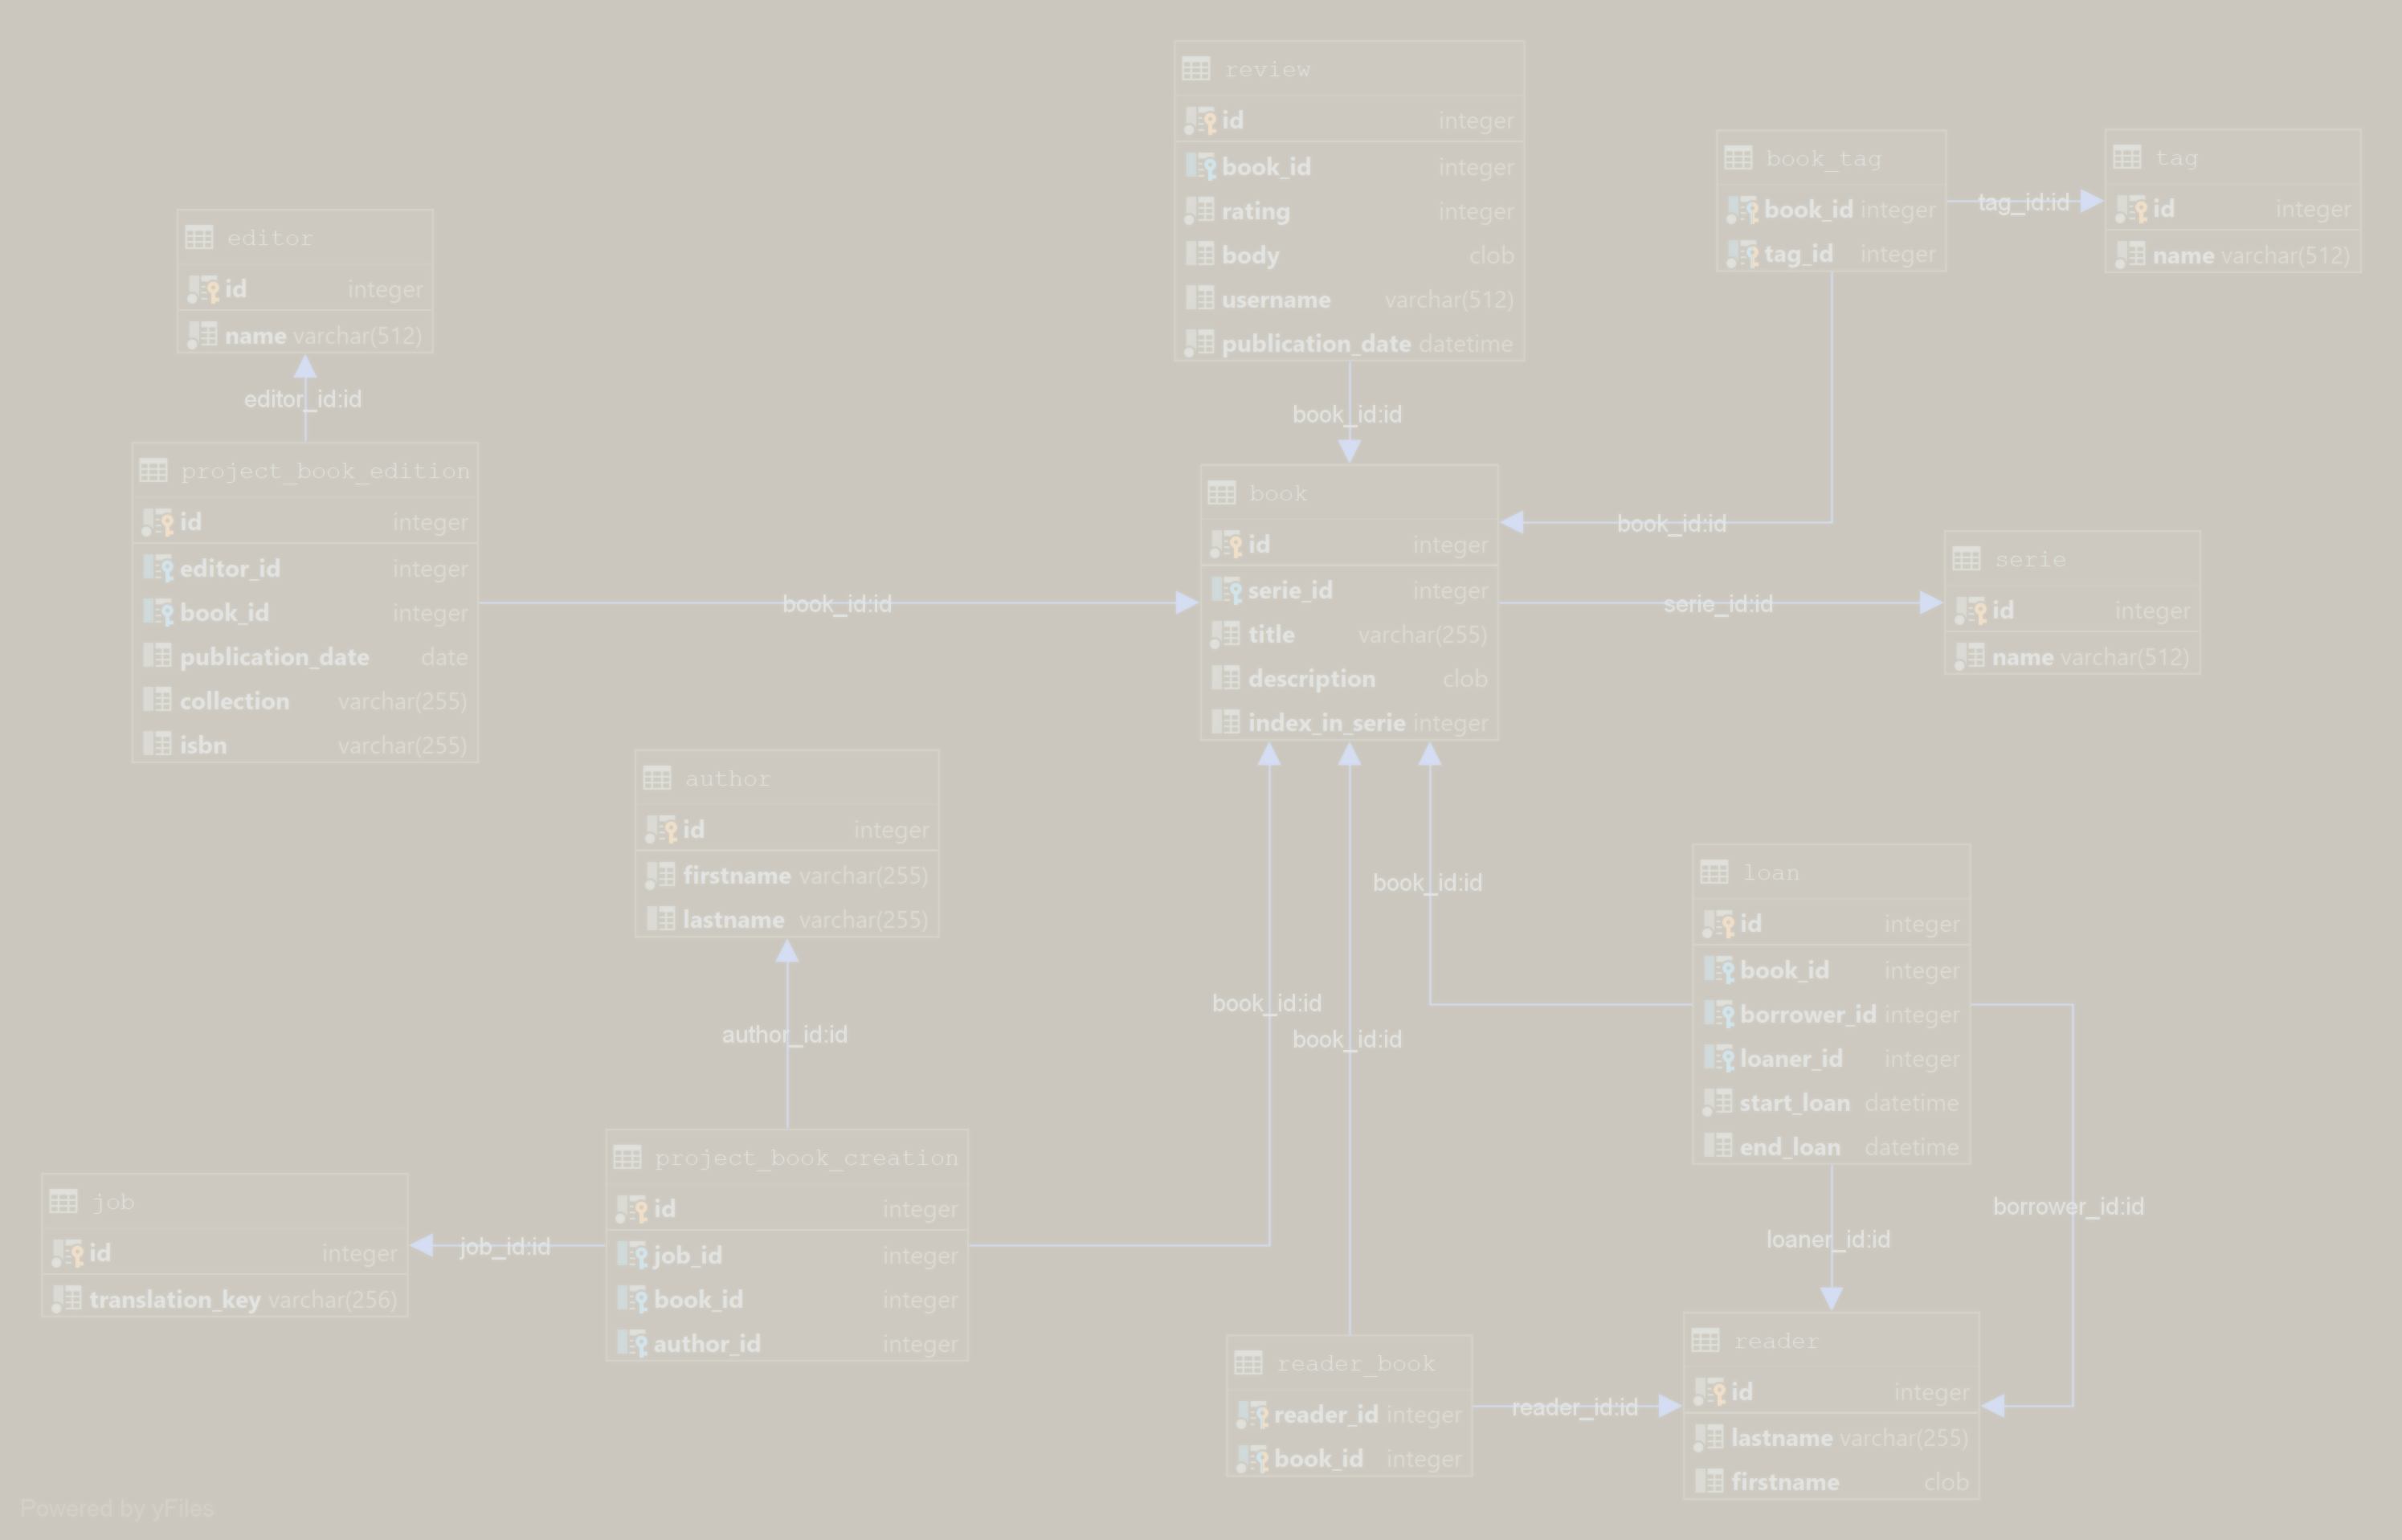 review
id integer
book_id integer
rating integer
body clob
username varchar(512)
publication_date datetime
book_tag
book_id integer
tag_id integer
tag_id:id
tag
id integer
name varchar(512)
editor
id integer
name varchar(512)
editor_id:id
book_id:id
project_book_edition
id integer
editor_id integer
book_id integer
publication_date date
collection varchar(255)
isbn varchar(255)
book_id:id
book
id integer
serie_id integer
title varchar(255)
description clob
index_in_serie integer
book_id:id
serie_id:id
serie
id integer
name varchar(512)
author
id integer
firstname varchar(255)
lastname varchar(255)
author_id:id
book_id:id
book_id:id
book_id:id
loan
id integer
book_id integer
borrower_id integer
loaner_id integer
start_loan datetime
end_loan datetime
job
id integer
translation_key varchar(256)
job_id:id
project_book_creation
id integer
job_id integer
book_id integer
author_id integer
loaner_id:id
borrower_id:id
reader_book
reader_id integer
book_id integer
reader_id:id
reader
id integer
lastname varchar(255)
firstname clob
Powered by yFiles